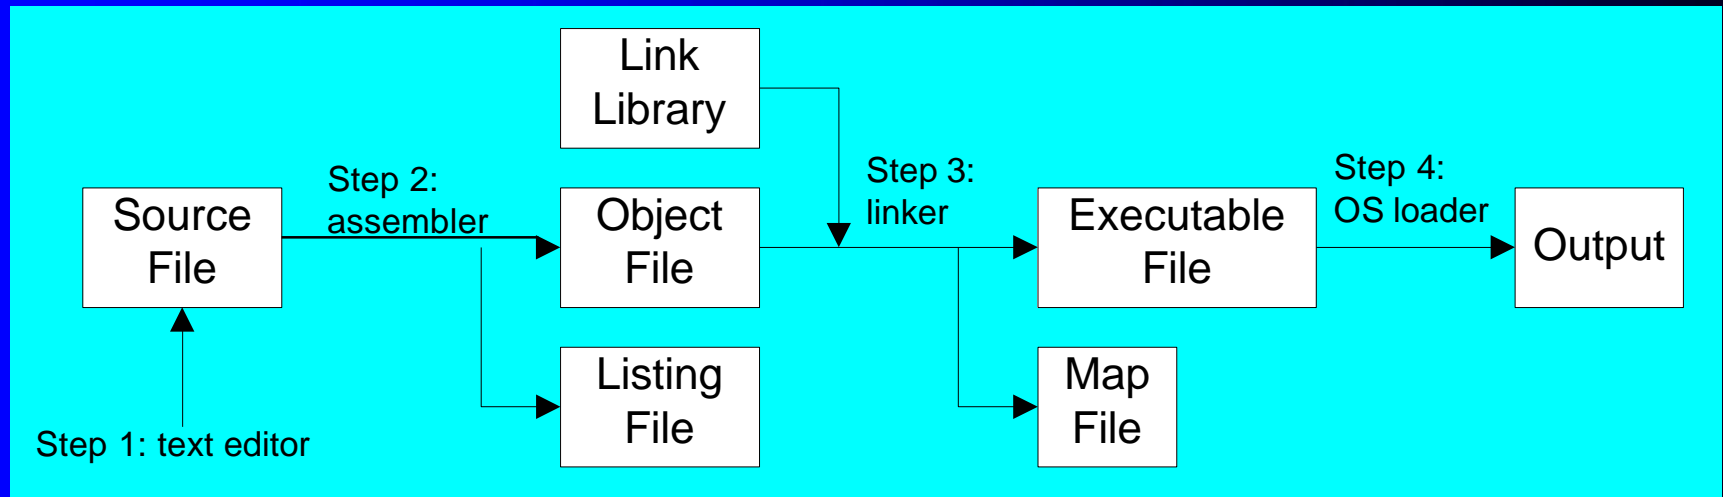 Link
Library
Step 2:
assembler
Step 3:
linker
Step 4:
OS loader
Source
File
Object
File
Executable
File
Output
Listing
File
Map
File
Step 1: text editor